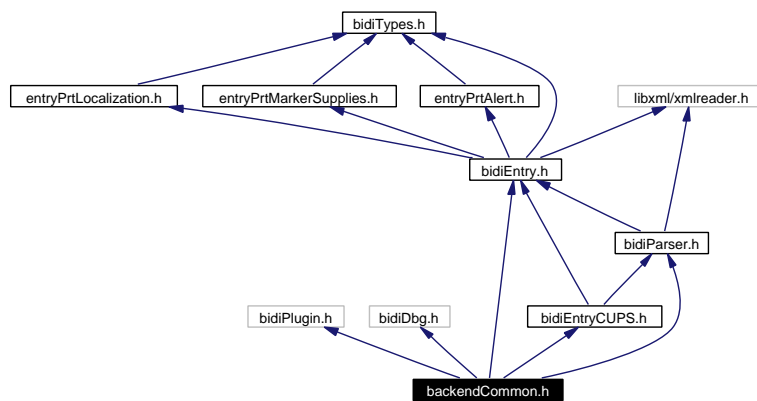 bidiTypes.h
entryPrtLocalization.h
entryPrtMarkerSupplies.h
entryPrtAlert.h
libxml/xmlreader.h
bidiEntry.h
bidiParser.h
bidiPlugin.h
bidiDbg.h
bidiEntryCUPS.h
backendCommon.h